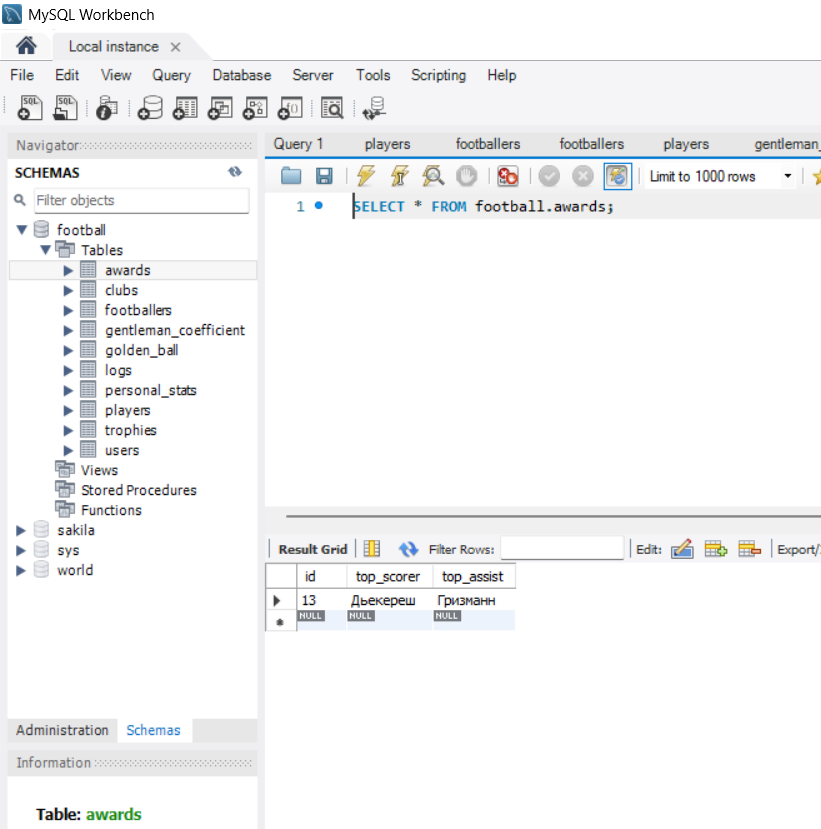 MySQL Workbench
Local instance
File Edit View Query Database Server Tools Scripting Help
Navigator
SCHEMAS
Filter objects
football
Tables
awards
clubs
footballers
gentleman_coefficient
golden_ball
logs
personal_stats
players
trophies
users
Views
Stored Procedures
Functions
sakila
sys
world
Administration Schemas
Information
Table: awards
Query 1 players footballers footballers players gentleman_
Limit to 1000 rows
1 SELECT * FROM football.awards;
Result Grid Filter Rows: Edit: Export/
id top_scorer top_assist
13 Дьекереш Гризманн
NULL NULL NULL